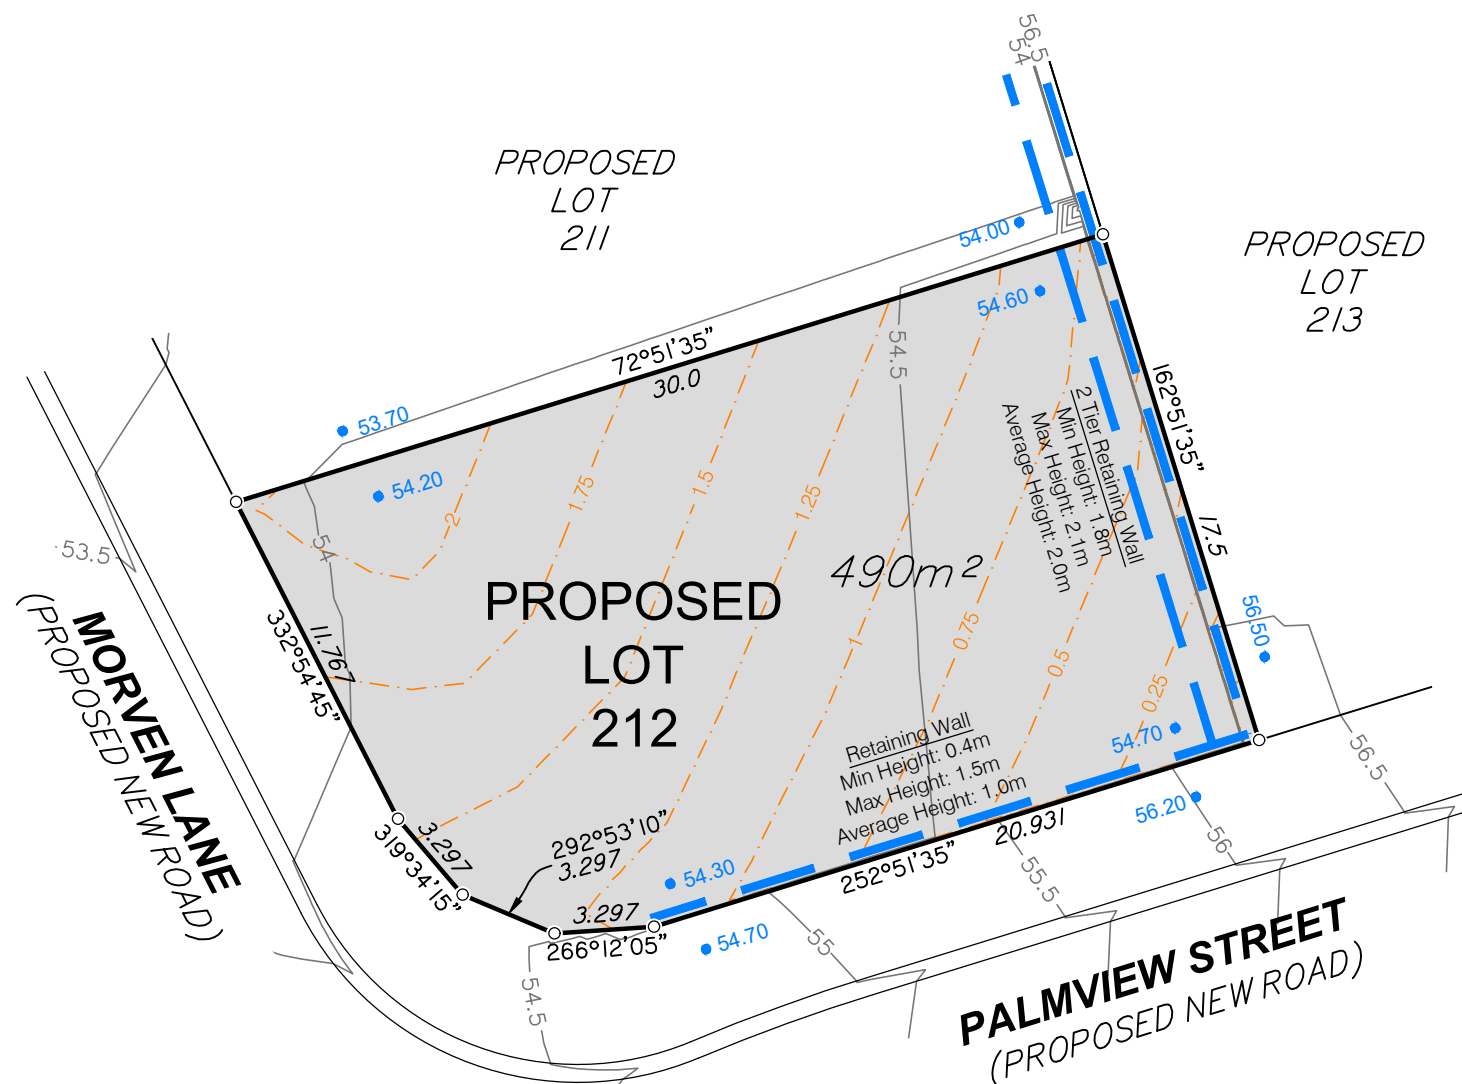 56.5
54
PROPOSED
LOT
211
54.00
PROPOSED
LOT
213
54.60
72°51'35"
30.0
54.5
53.70
54.20
162°51'35"
17.5
2 Tier Retaining Wall
Min Height: 1.8m
Max Height: 2.1m
Average Height: 2.0m
2
1.75
1.5
1.25
1
0.75
0.5
0.25
54
53.5
490m²
PROPOSED
LOT
212
11.767
332°54'45"
MORVEN LANE
(PROPOSED NEW ROAD)
56.50
54.70
56.20
56.5
56
55.5
55
54.5
Retaining Wall
Min Height: 0.4m
Max Height: 1.5m
Average Height: 1.0m
20.931
252°51'35"
3.297
319°34'15"
292°53'10"
3.297
54.30
3.297
266°12'05"
54.70
PALMVIEW STREET
(PROPOSED NEW ROAD)